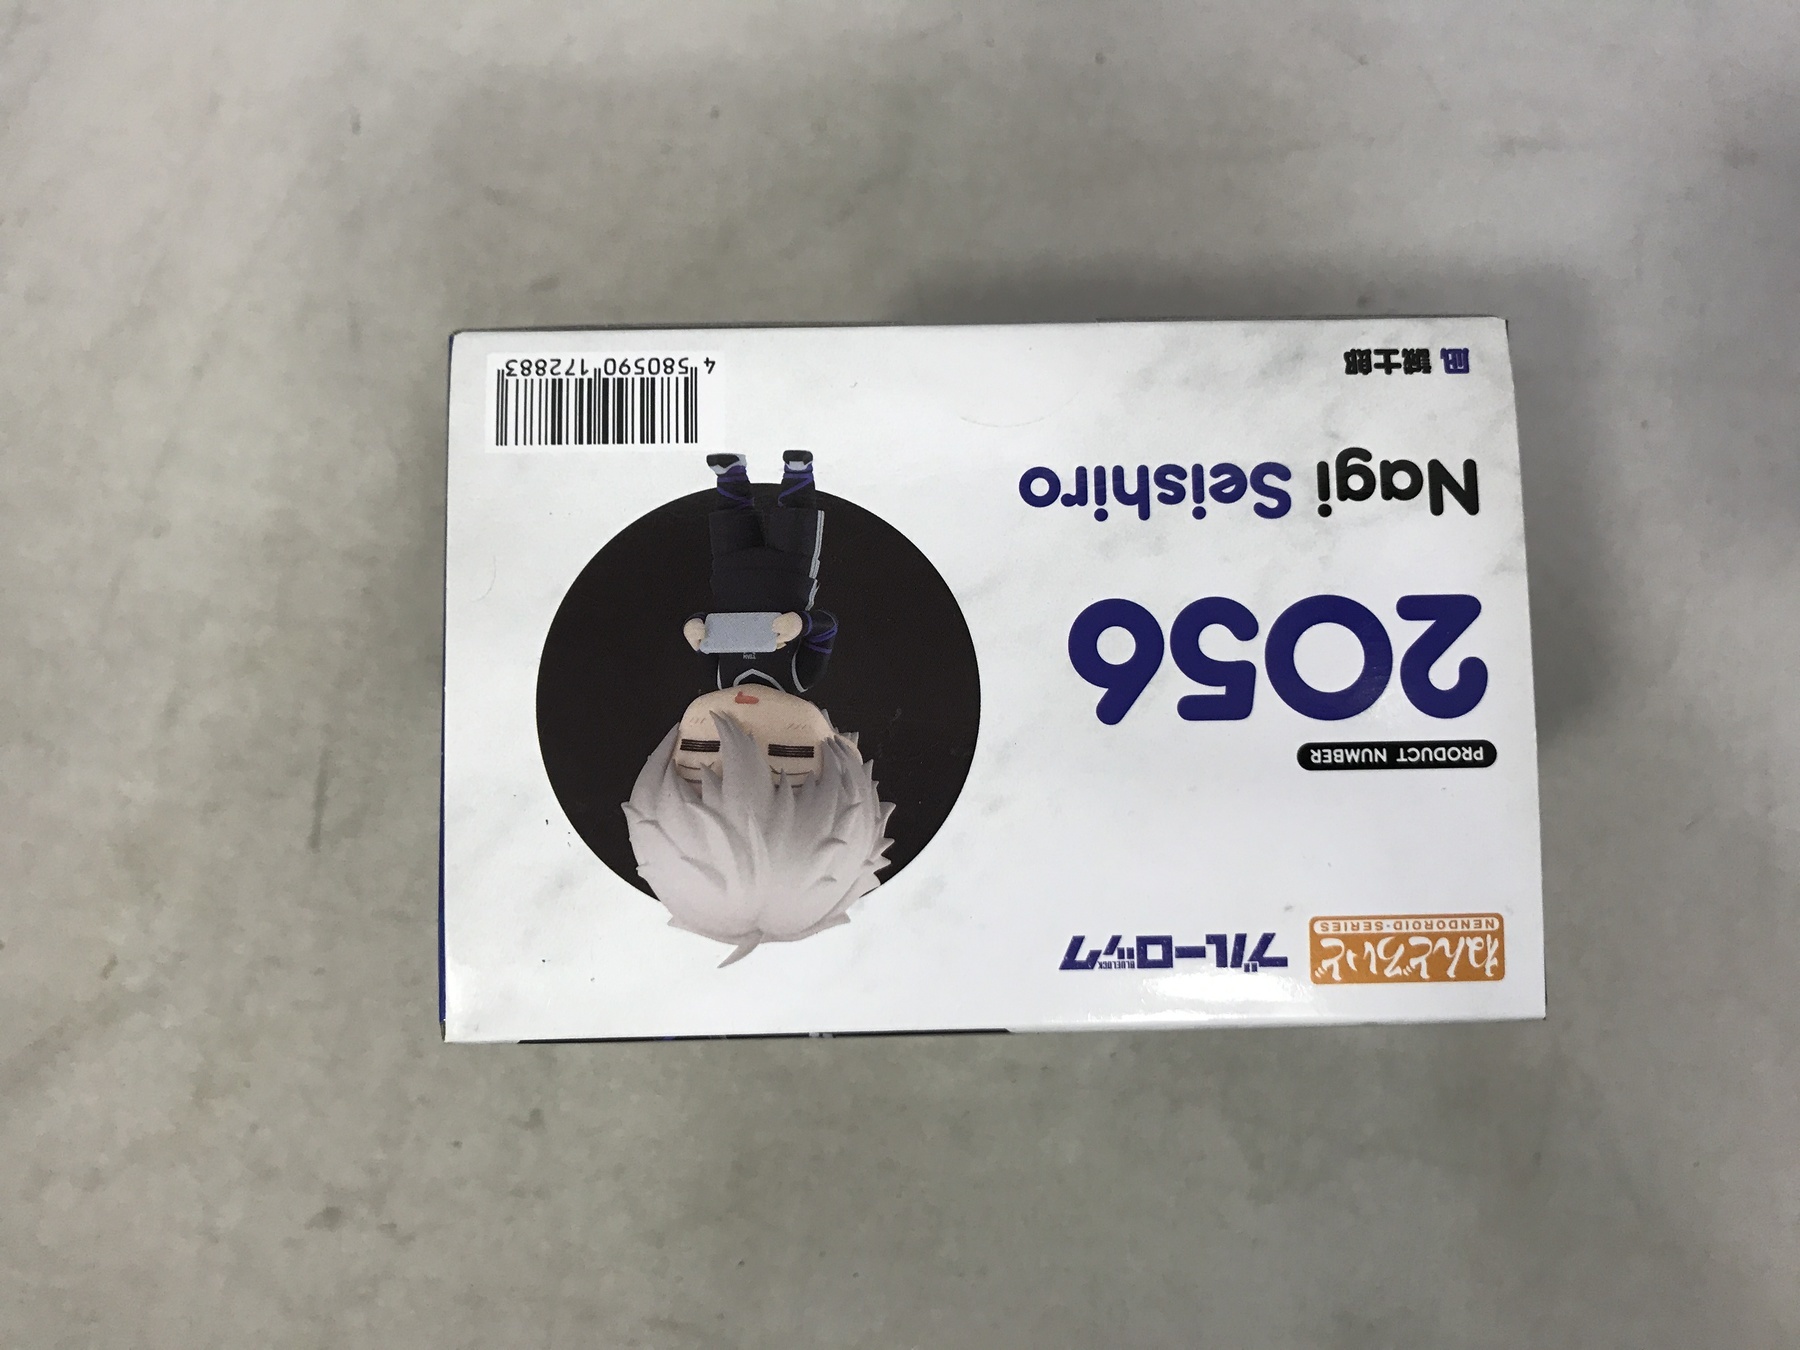 ねんどろいど
NENDOROID・SERIES
ブルーロック
BLUELOCK
PRODUCT NUMBER
2056
Nagi Seishiro
凪 誠士郎
4 580590 172883